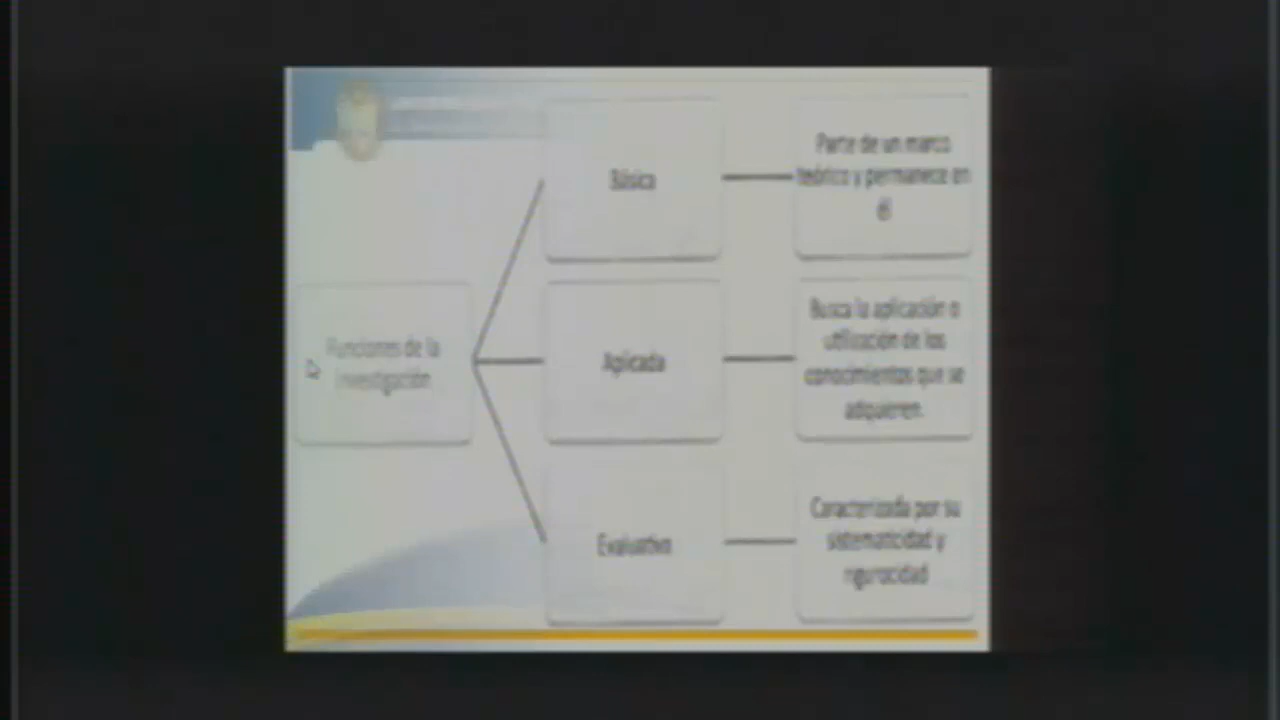 Funciones de la
Investigación
Básica
Parte de un marco
teórico y permanece en
él
Aplicada
Busca la aplicación o
utilización de los
conocimientos que se
adquieren.
Evaluativa
Caracterizada por su
sistematicidad y
rigurocidad